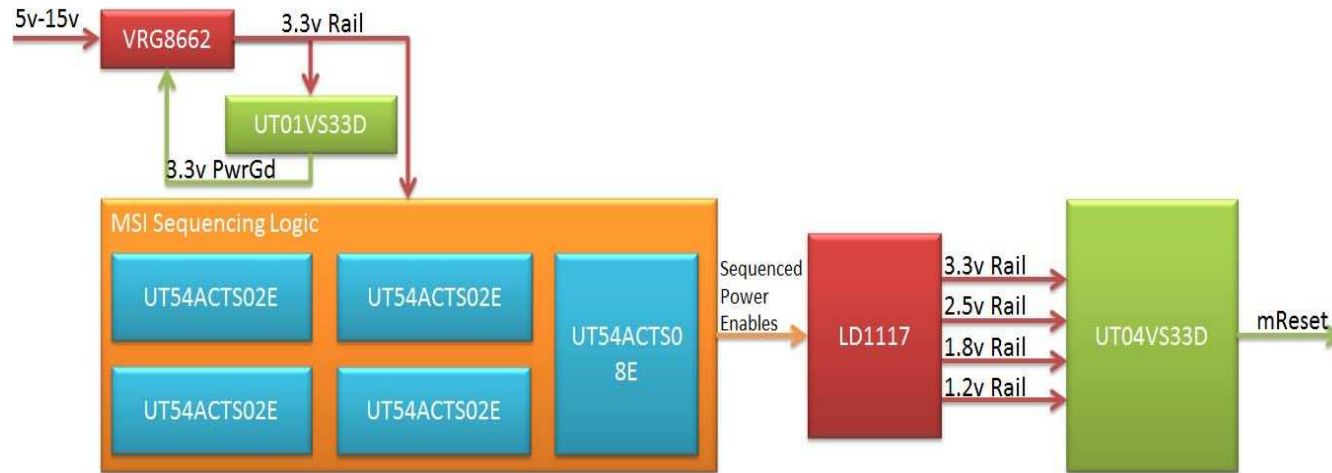 5v-15v
VRG8662
3.3v Rail
UT01VS33D
3.3v PwrGd
MSI Sequencing Logic
UT54ACTS02E
UT54ACTS02E
UT54ACTS0
8E
UT54ACTS02E
UT54ACTS02E
Sequenced
Power
Enables
LD1117
3.3v Rail
2.5v Rail
1.8v Rail
1.2v Rail
UT04VS33D
mReset